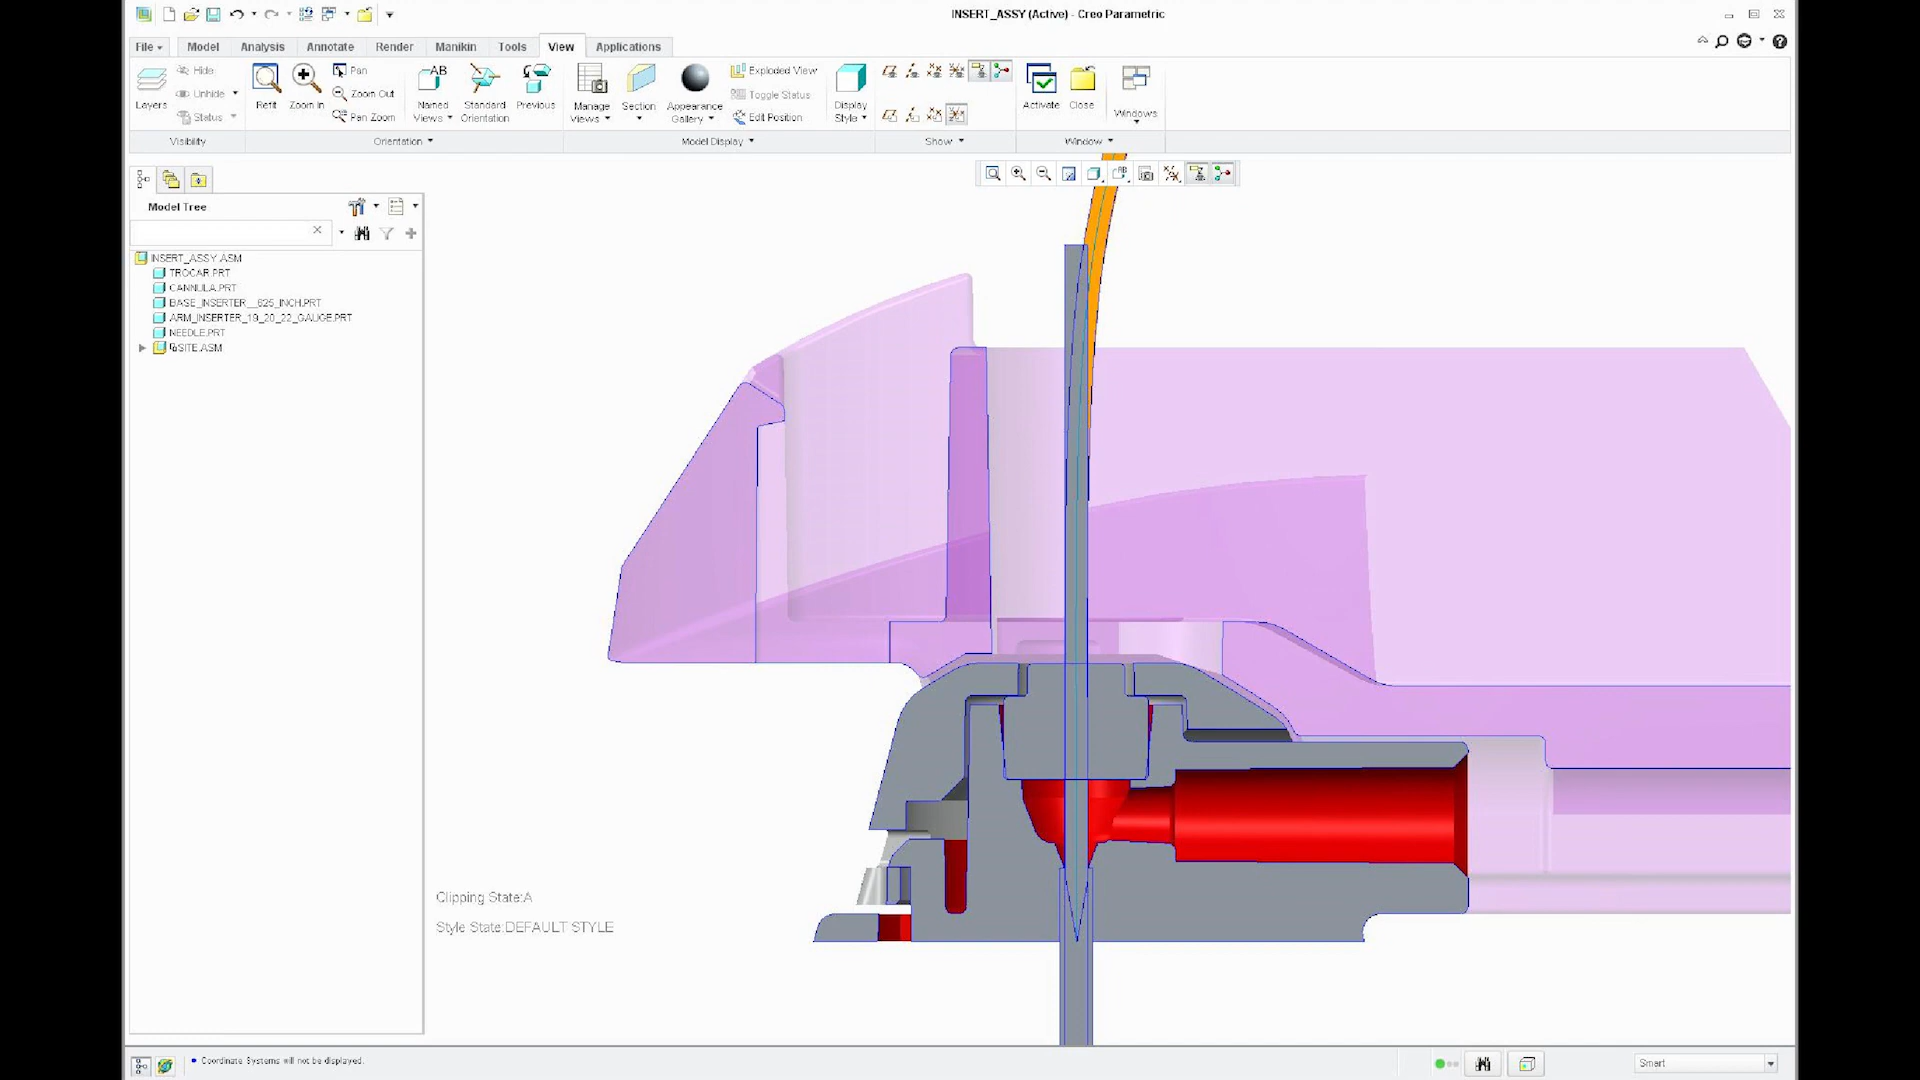 INSERT_ASSY (Active) - Creo Parametric
File Model Analysis Annotate Render Manikin Tools View Applications
Layers
Hide
Unhide
Status
Visibility
Refit
Zoom In
Pan
Zoom Out
Pan Zoom
Named Views
Standard Orientation
Previous
Orientation
Manage Views
Section
Appearance Gallery
Exploded View
Toggle Status
Edit Position
Model Display
Display Style
Show
Activate
Close
Windows
Window
Model Tree
INSERT_ASSY.ASM
TROCAR.PRT
CANNULA.PRT
BASE_INSERTER__625_INCH.PRT
ARM_INSERTER_19_20_22_GAUGE.PRT
NEEDLE.PRT
SITE.ASM
Clipping State:A
Style State:DEFAULT STYLE
Coordinate Systems will not be displayed.
Smart